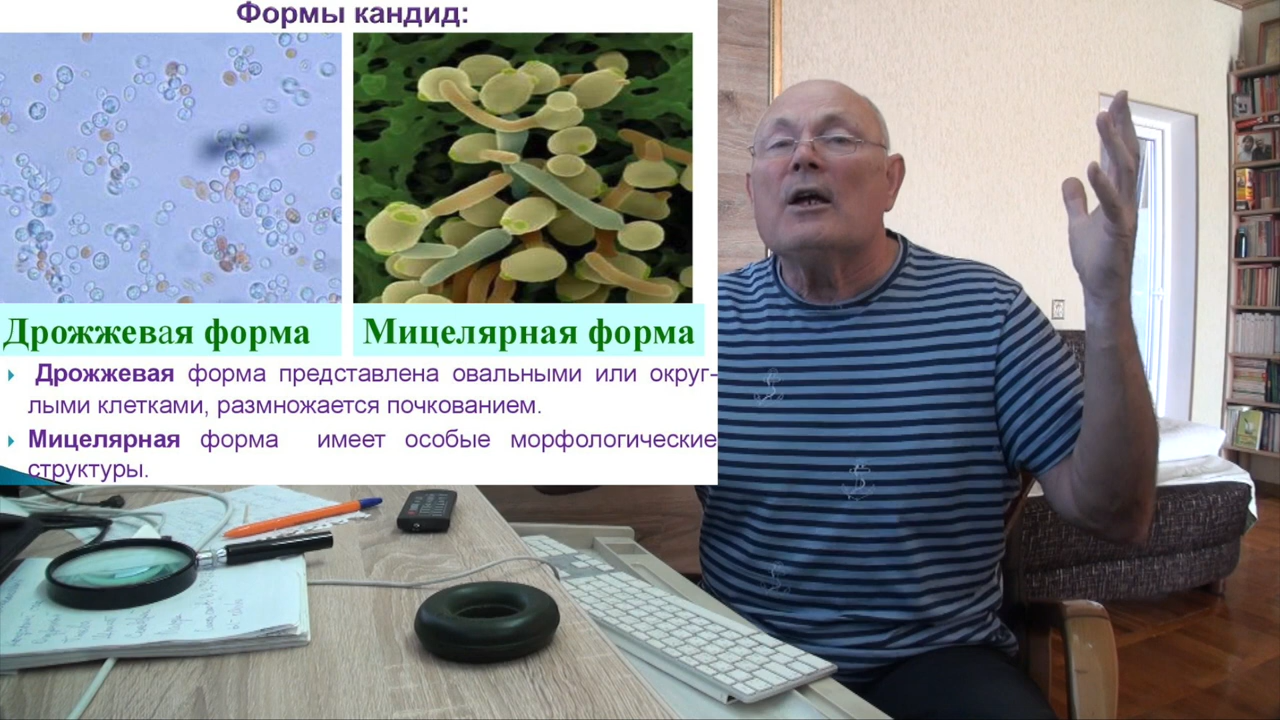 Формы кандид:
Дрожжевая форма
Мицелярная форма
Дрожжевая форма представлена овальными или округ-
лыми клетками, размножается почкованием.
Мицелярная форма имеет особые морфологические
структуры.